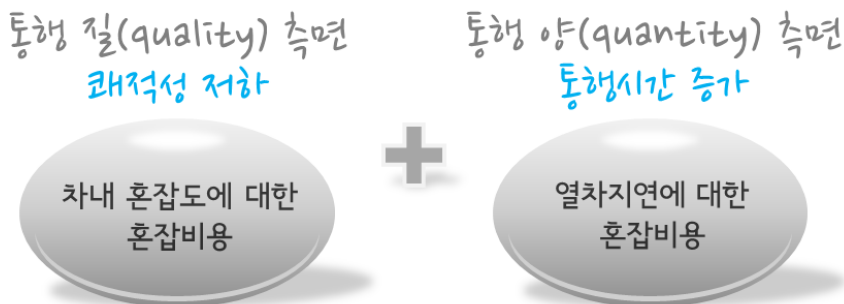 통행 질(quality) 측면
쾌적성 저하
차내 혼잡도에 대한
혼잡비용
통행 양(quantity) 측면
통행시간 증가
열차지연에 대한
혼잡비용